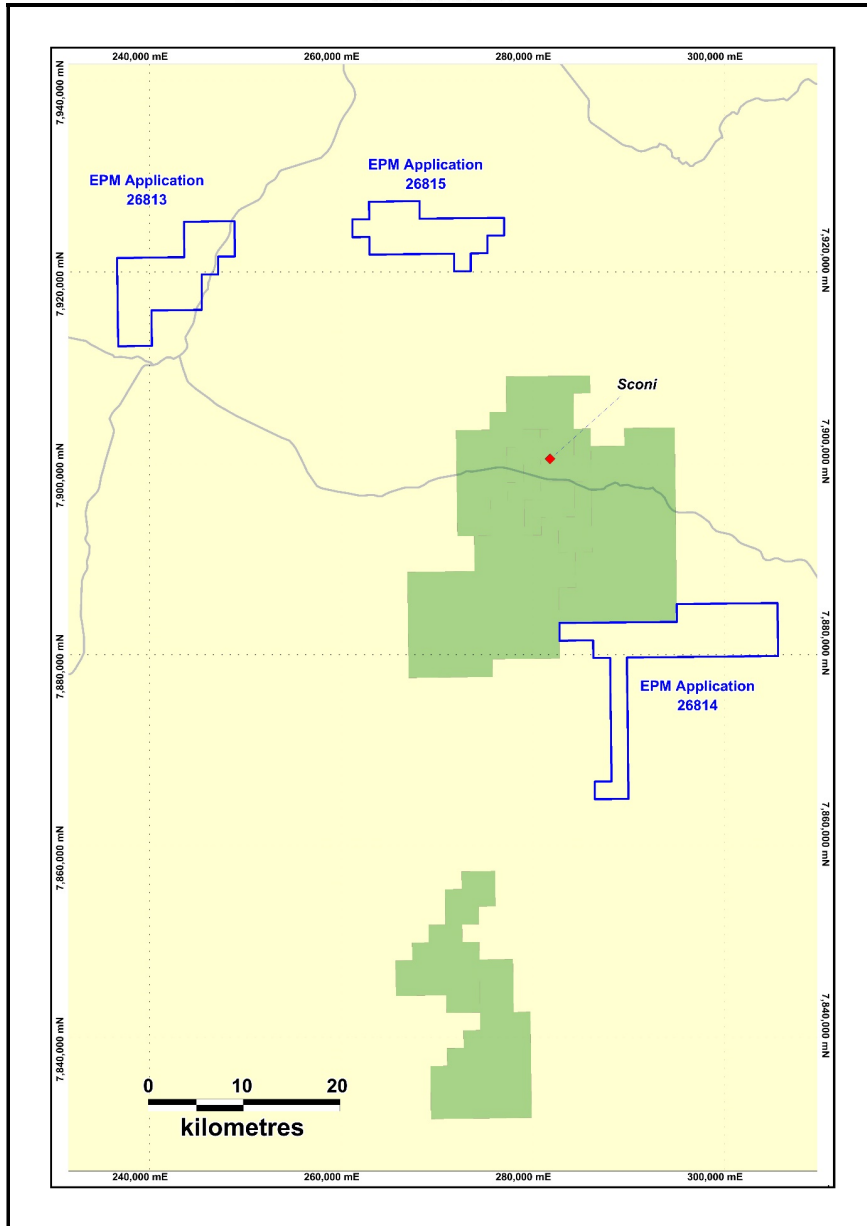 240,000 mE
260,000 mE
280,000 mE
300,000 mE
7,940,000 mN
EPM Application
26813
EPM Application
26815
7,920,000 mN
7,920,000 mN
Sconi
7,900,000 mN
7,900,000 mN
7,880,000 mN
7,880,000 mN
EPM Application
26814
7,860,000 mN
7,860,000 mN
7,840,000 mN
7,840,000 mN
0 10 20
kilometres
240,000 mE
260,000 mE
280,000 mE
300,000 mE